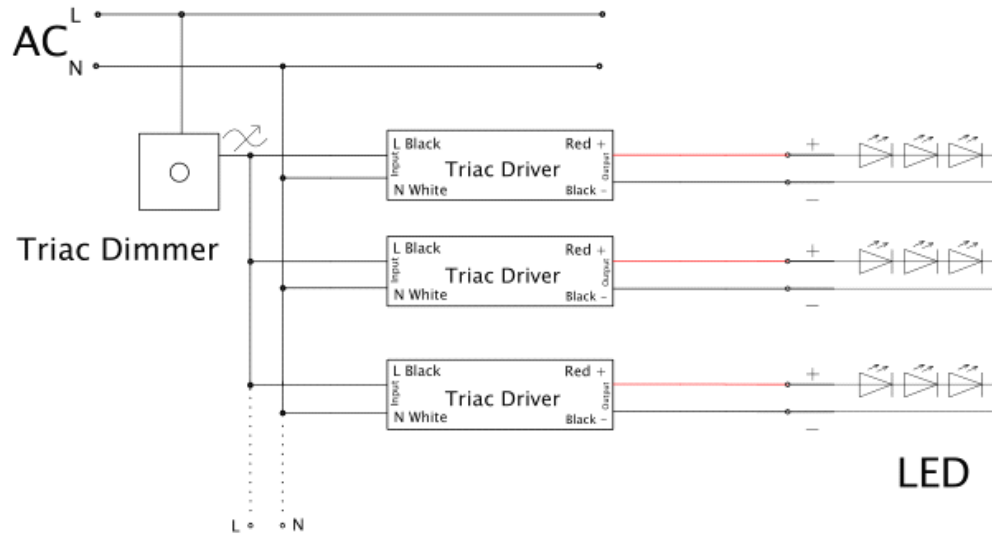 L
AC
N
L Black
Red +
Input
Triac Driver
Output
N White
Black -
Triac Dimmer
+
−
L Black
Red +
Input
Triac Driver
Output
N White
Black -
+
−
L Black
Red +
Input
Triac Driver
Output
N White
Black -
+
−
LED
L
N